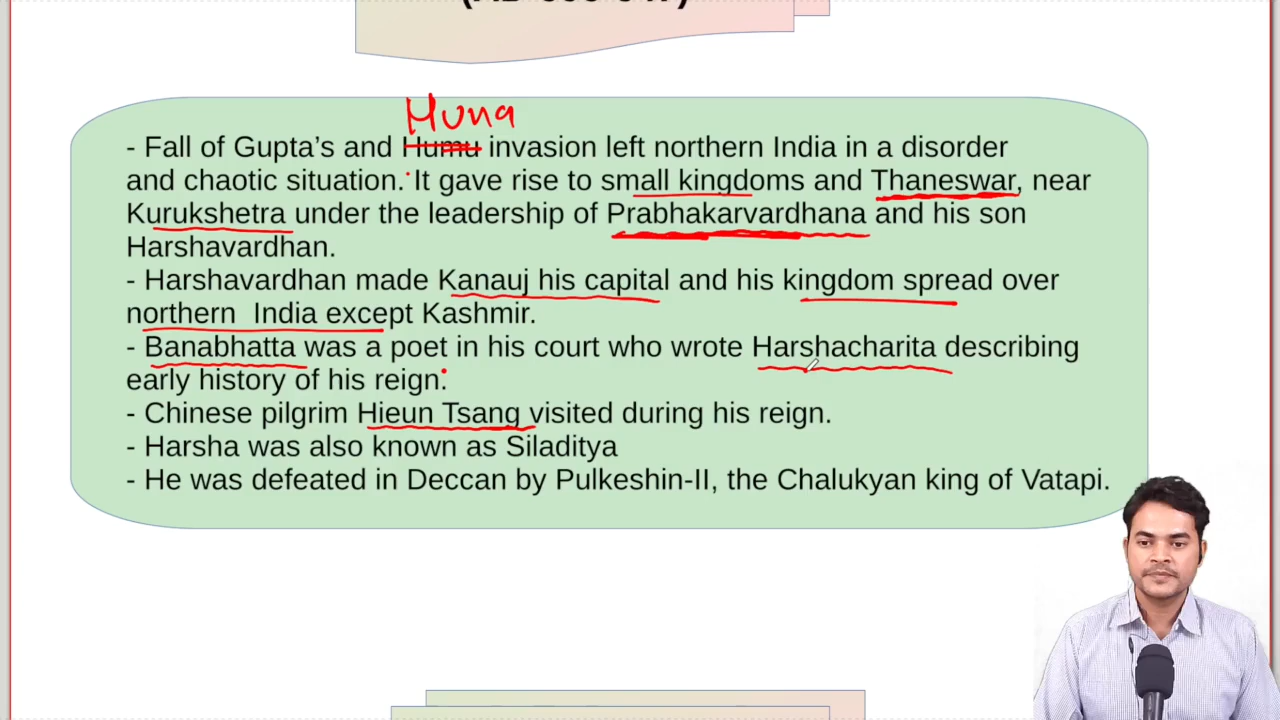 Huna
- Fall of Gupta's and Humu invasion left northern India in a disorder
and chaotic situation. It gave rise to small kingdoms and Thaneswar, near
Kurukshetra under the leadership of Prabhakarvardhana and his son
Harshavardhan.
- Harshavardhan made Kanauj his capital and his kingdom spread over
northern India except Kashmir.
- Banabhatta was a poet in his court who wrote Harshacharita describing
early history of his reign.
- Chinese pilgrim Hieun Tsang visited during his reign.
- Harsha was also known as Siladitya
- He was defeated in Deccan by Pulkeshin-II, the Chalukyan king of Vatapi.